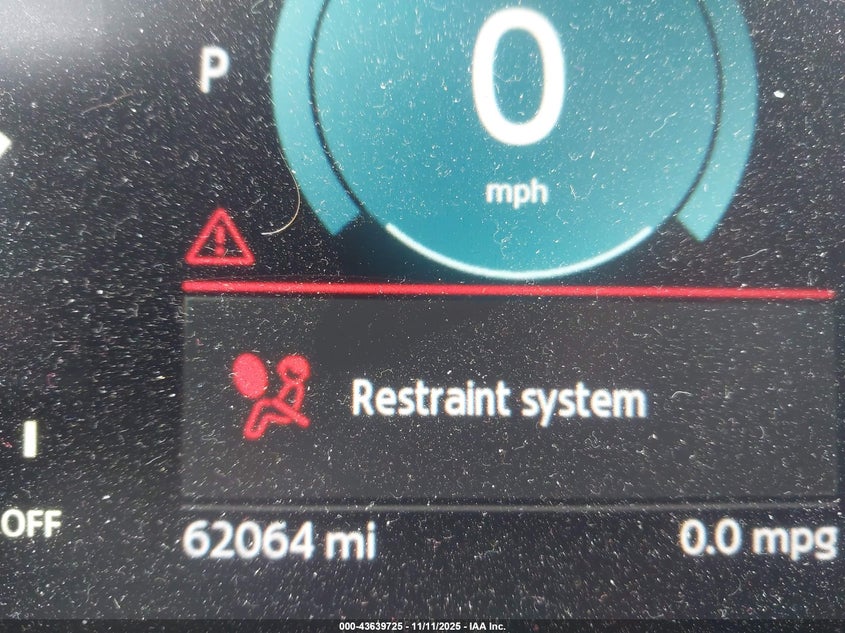 P
0
mph
Restraint system
OFF
62064 mi
0.0 mpg
000-43639725 - 11/11/2025 - IAA Inc.